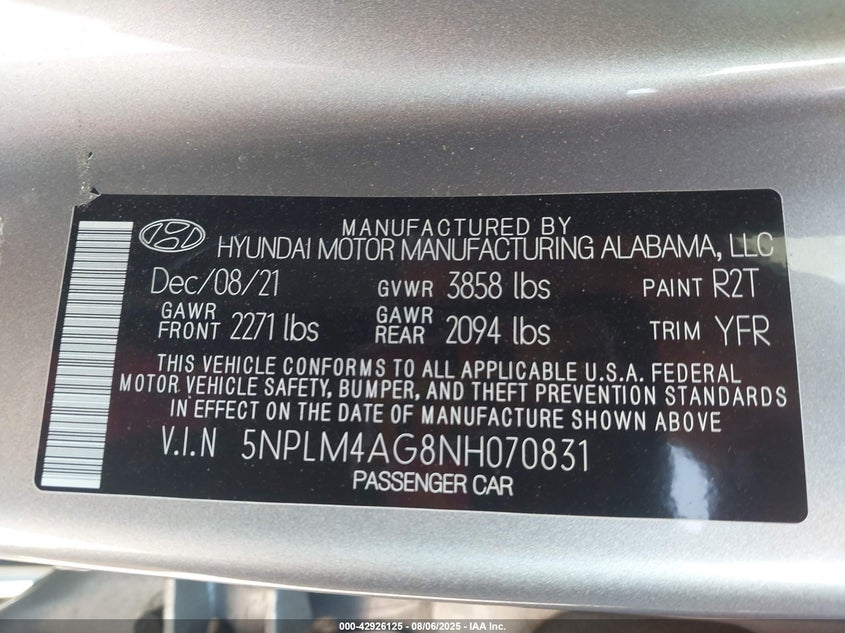 MANUFACTURED BY
HYUNDAI MOTOR MANUFACTURING ALABAMA, LLC
Dec/08/21 GVWR 3858 lbs PAINT R2T
GAWR FRONT 2271 lbs GAWR REAR 2094 lbs TRIM YFR
THIS VEHICLE CONFORMS TO ALL APPLICABLE U.S.A. FEDERAL
MOTOR VEHICLE SAFETY, BUMPER, AND THEFT PREVENTION STANDARDS
IN EFFECT ON THE DATE OF MANUFACTURE SHOWN ABOVE
V.I.N 5NPLM4AG8NH070831
PASSENGER CAR
000-42926125 - 08/06/2025 - IAA, Inc.